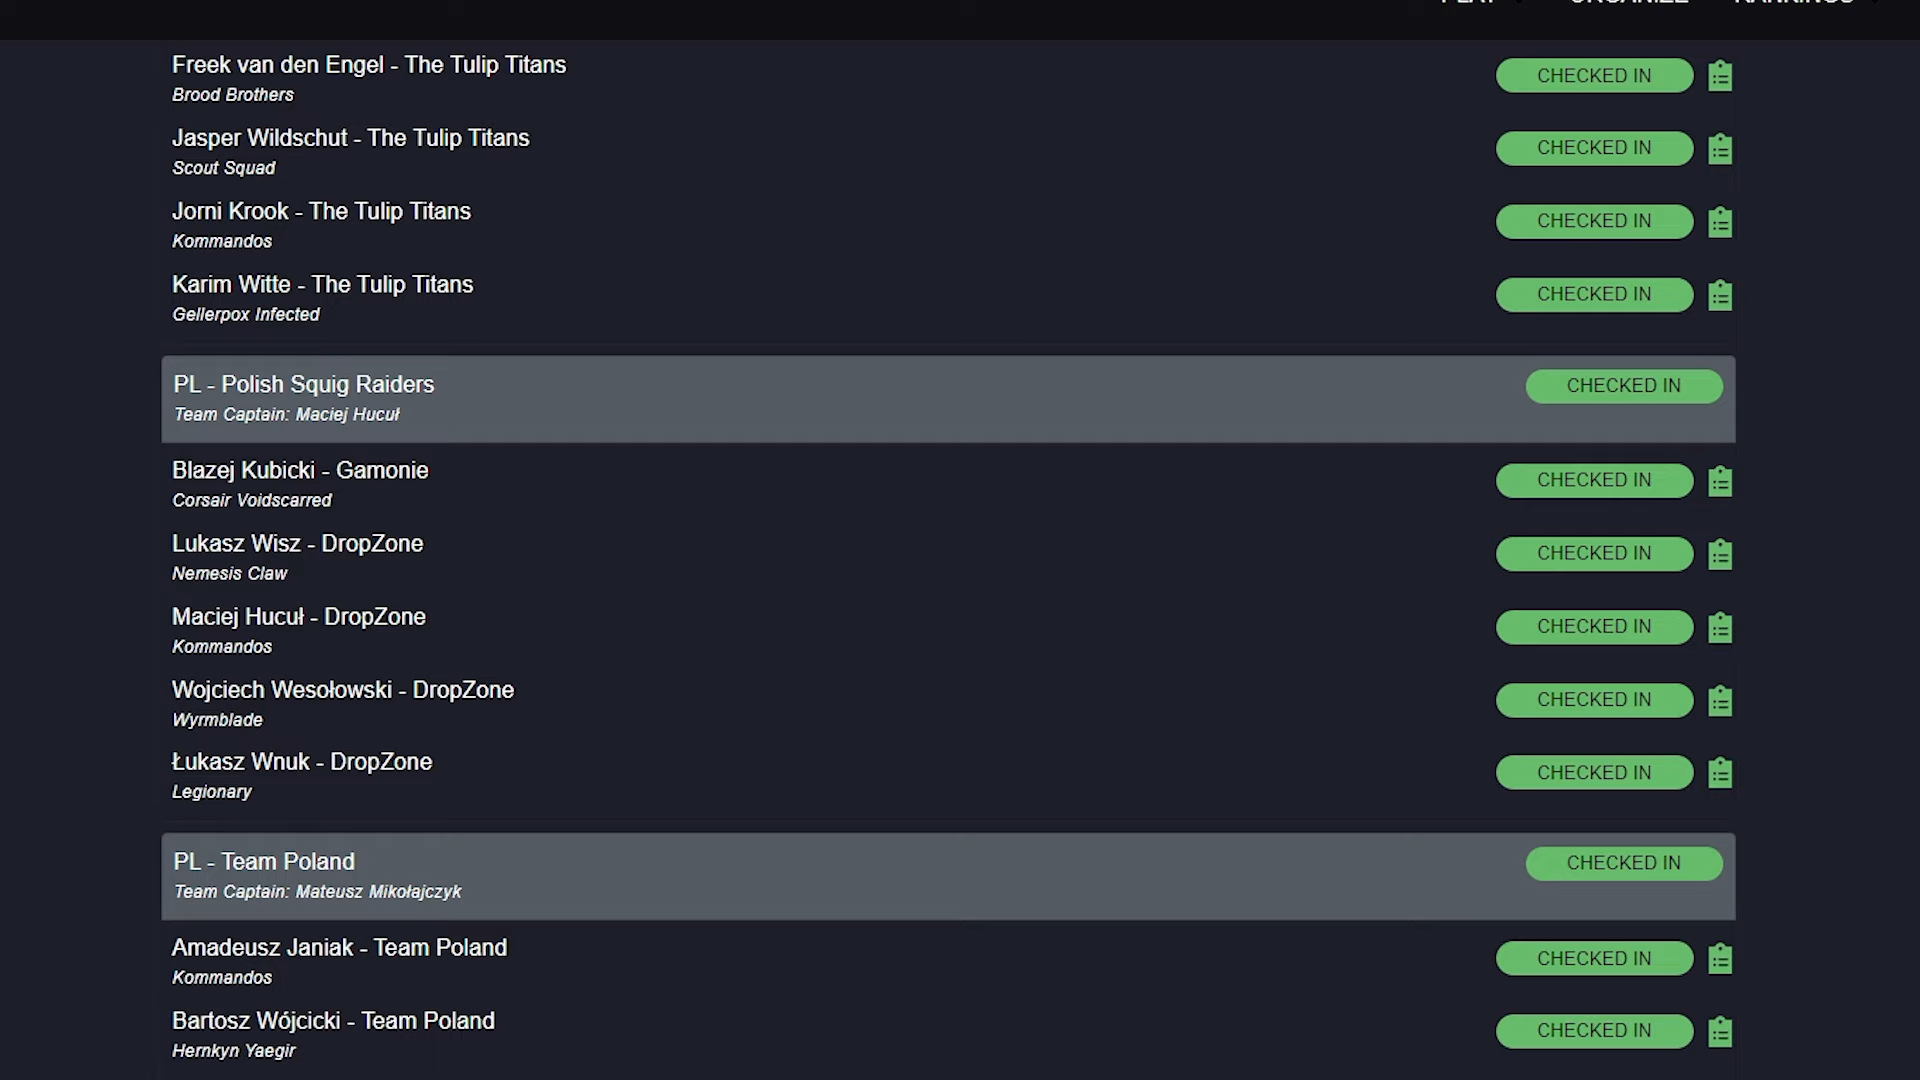 PLAY ORGANIZE RANKINGS
Freek van den Engel - The Tulip Titans
CHECKED IN
Brood Brothers
Jasper Wildschut - The Tulip Titans
CHECKED IN
Scout Squad
Jorni Krook - The Tulip Titans
CHECKED IN
Kommandos
Karim Witte - The Tulip Titans
CHECKED IN
Gellerpox Infected
PL - Polish Squig Raiders
CHECKED IN
Team Captain: Maciej Hucuł
Blazej Kubicki - Gamonie
CHECKED IN
Corsair Voidscarred
Lukasz Wisz - DropZone
CHECKED IN
Nemesis Claw
Maciej Hucuł - DropZone
CHECKED IN
Kommandos
Wojciech Wesołowski - DropZone
CHECKED IN
Wyrmblade
Łukasz Wnuk - DropZone
CHECKED IN
Legionary
PL - Team Poland
CHECKED IN
Team Captain: Mateusz Mikołajczyk
Amadeusz Janiak - Team Poland
CHECKED IN
Kommandos
Bartosz Wójcicki - Team Poland
CHECKED IN
Hernkyn Yaegir